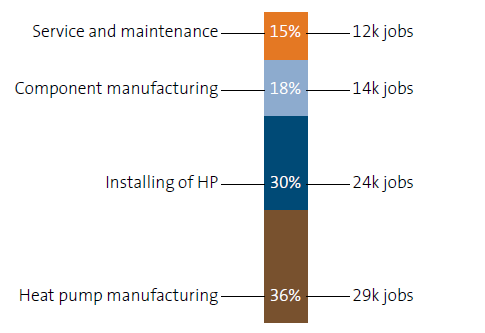 Service and maintenance 15% 12k jobs
Component manufacturing 18% 14k jobs
Installing of HP 30% 24k jobs
Heat pump manufacturing 36% 29k jobs